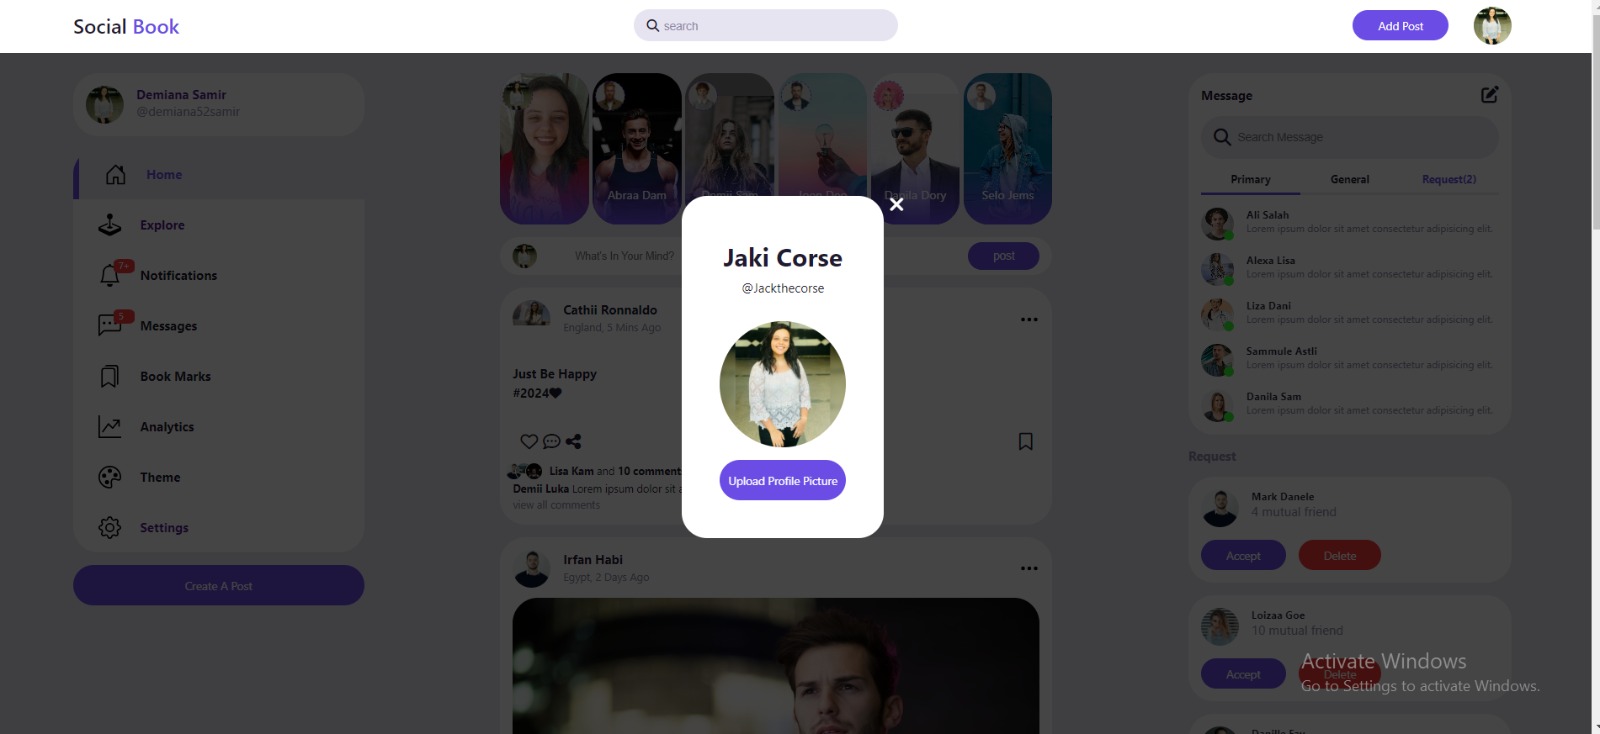 Social Book
search
Add Post
Demiana Samir
@demiana52samir
Home
Explore
7+
Notifications
5
Messages
Book Marks
Analytics
Theme
Settings
Create A Post
Abraa Dam
Demii Sam
Joon Doe
Danila Dory
Selo Jems
What's In Your Mind?
post
Cathii Ronnaldo
England, 5 Mins Ago
Just Be Happy
#2024
Lisa Kam and 10 comment
Demii Luka Lorem ipsum dolor sit a
view all comments
Irfan Habi
Egypt, 2 Days Ago
Jaki Corse
@Jackthecorse
Upload Profile Picture
Message
Search Message
Primary General Request(2)
Ali Salah
Lorem ipsum dolor sit amet consectetur adipisicing elit.
Alexa Lisa
Lorem ipsum dolor sit amet consectetur adipisicing elit.
Liza Dani
Lorem ipsum dolor sit amet consectetur adipisicing elit.
Sammule Astli
Lorem ipsum dolor sit amet consectetur adipisicing elit.
Danila Sam
Lorem ipsum dolor sit amet consectetur adipisicing elit.
Request
Mark Danele
4 mutual friend
Accept Delete
Loizaa Goe
10 mutual friend
Accept Delete
Activate Windows
Go to Settings to activate Windows.